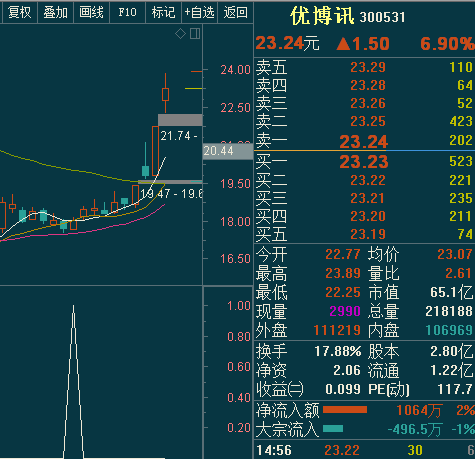 复权 叠加 画线 F10 标记 +自选 返回
优博讯 300531
23.24元 ▲1.50 6.90%
卖五 23.29 110
卖四 23.28 64
卖三 23.26 52
卖二 23.25 423
卖一 23.24 202
买一 23.23 523
买二 23.22 221
买三 23.21 235
买四 23.20 211
买五 23.19 74
今开 22.77 均价 23.07
最高 23.89 量比 2.61
最低 22.25 市值 65.1亿
现量 2990 总量 218188
外盘 111219 内盘 106969
换手 17.88% 股本 2.80亿
净资 2.06 流通 1.22亿
收益㈠ 0.099 PE(动) 117.7
净流入额 1064万 2%
大宗流入 -496.5万 -1%
14:56 23.22 30 6
24.00
22.50
21.74 -
20.44
19.50
19.47 - 19.6
18.00
16.50
1.00
0.80
0.60
0.40
0.20